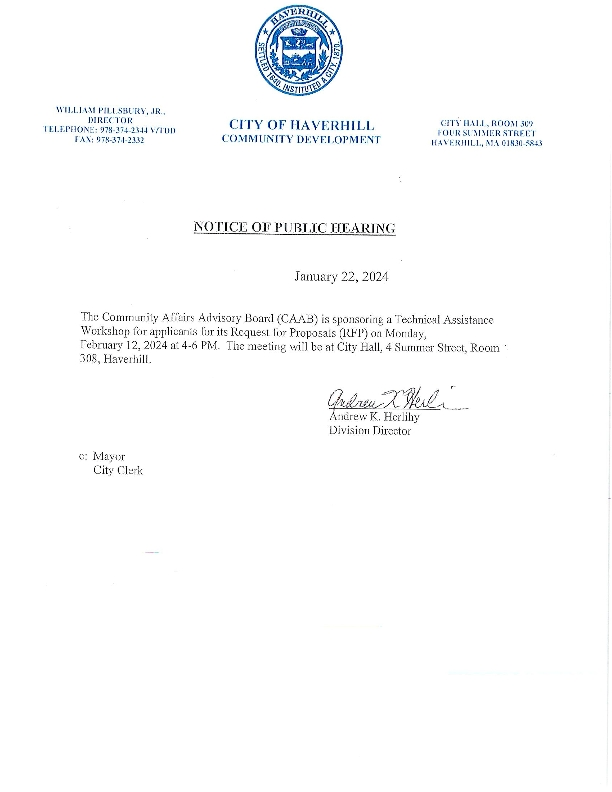 HAVERHILL
SETTLED 1640. INSTITUTED A CITY, 1870.
WILLIAM PILLSBURY, JR.,
DIRECTOR
TELEPHONE: 978-374-2344 V/TDD
FAX: 978-374-2332
CITY OF HAVERHILL
COMMUNITY DEVELOPMENT
CITY HALL, ROOM 309
FOUR SUMMER STREET
HAVERHILL, MA 01830-5843
NOTICE OF PUBLIC HEARING
January 22, 2024
The Community Affairs Advisory Board (CAAB) is sponsoring a Technical Assistance
Workshop for applicants for its Request for Proposals (RFP) on Monday,
February 12, 2024 at 4-6 PM. The meeting will be at City Hall, 4 Summer Street, Room
308, Haverhill.
Andrew K. Herlihy
Division Director
c: Mayor
City Clerk